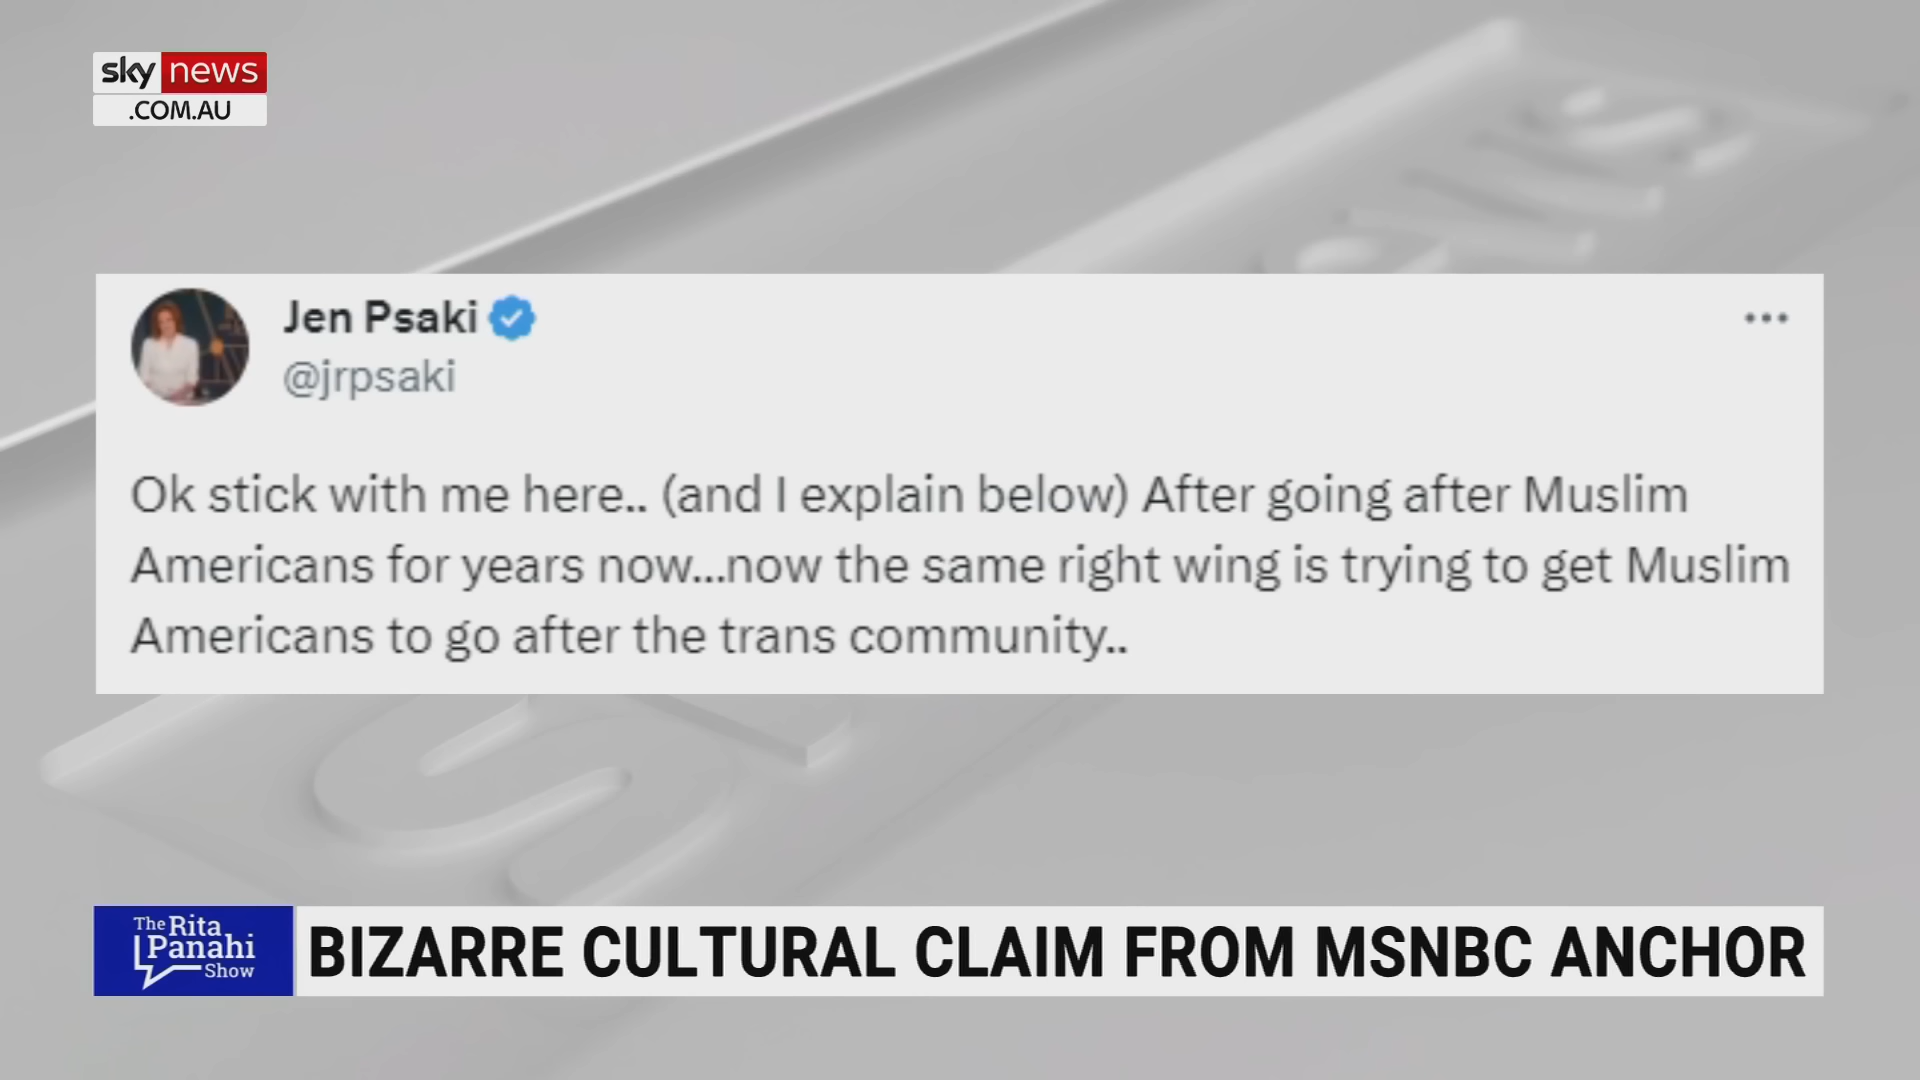 sky news
.COM.AU
Jen Psaki
@jrpsaki
Ok stick with me here.. (and I explain below) After going after Muslim
Americans for years now...now the same right wing is trying to get Muslim
Americans to go after the trans community..
The Rita
Panahi
Show
BIZARRE CULTURAL CLAIM FROM MSNBC ANCHOR